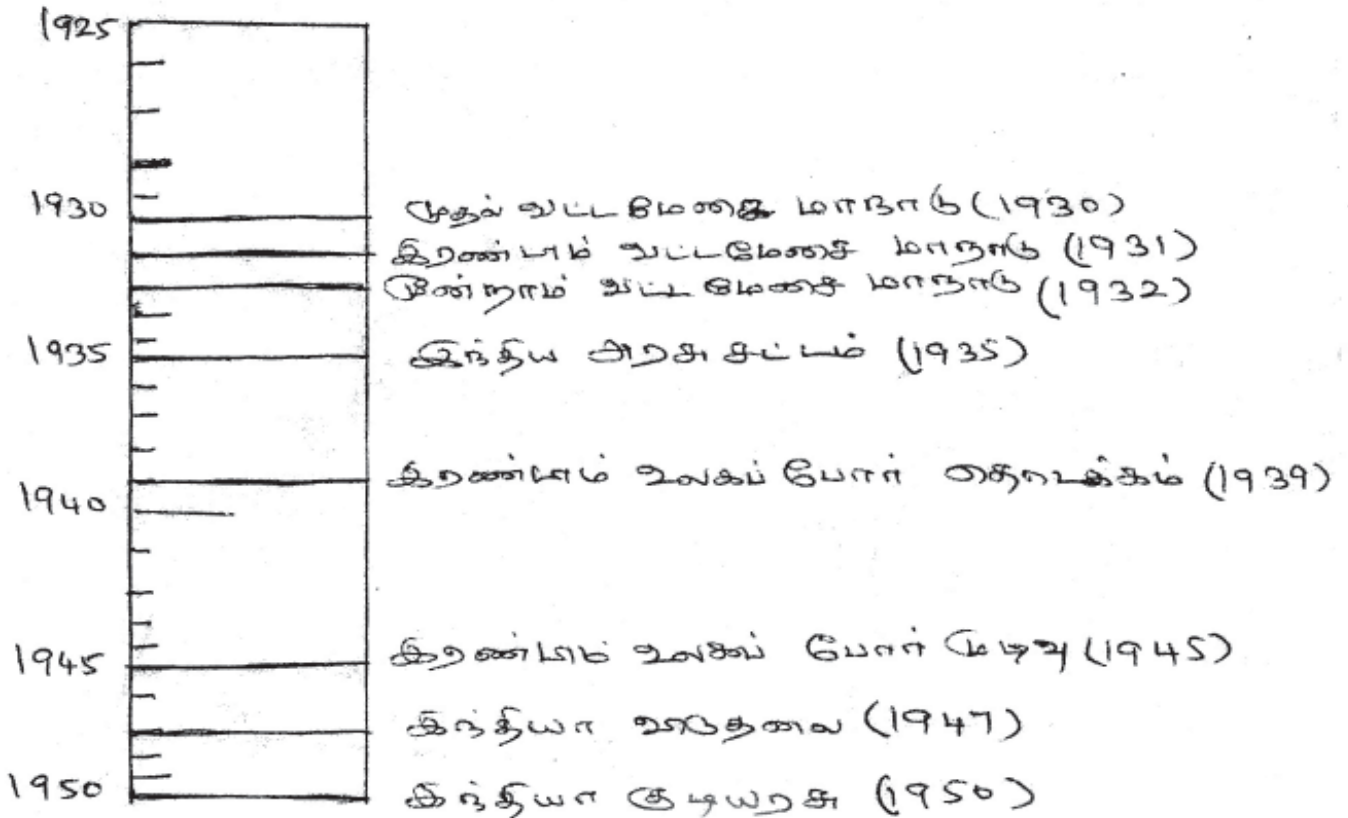 1925
1930 முதல் வட்டமேசை மாநாடு (1930)
இரண்டாம் வட்டமேசை மாநாடு (1931)
மூன்றாம் வட்டமேசை மாநாடு (1932)
1935 இந்திய அரசு சட்டம் (1935)
இரண்டாம் உலகப் போர் தொடக்கம் (1939)
1940
1945 இரண்டாம் உலகப் போர் முடிவு (1945)
இந்தியா விடுதலை (1947)
1950 இந்தியா குடியரசு (1950)